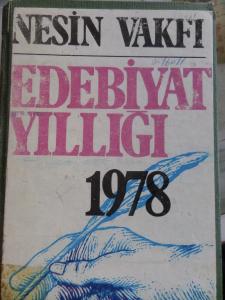 NESİN VAKFI
EDEBİYAT
YILLIĞI
1978